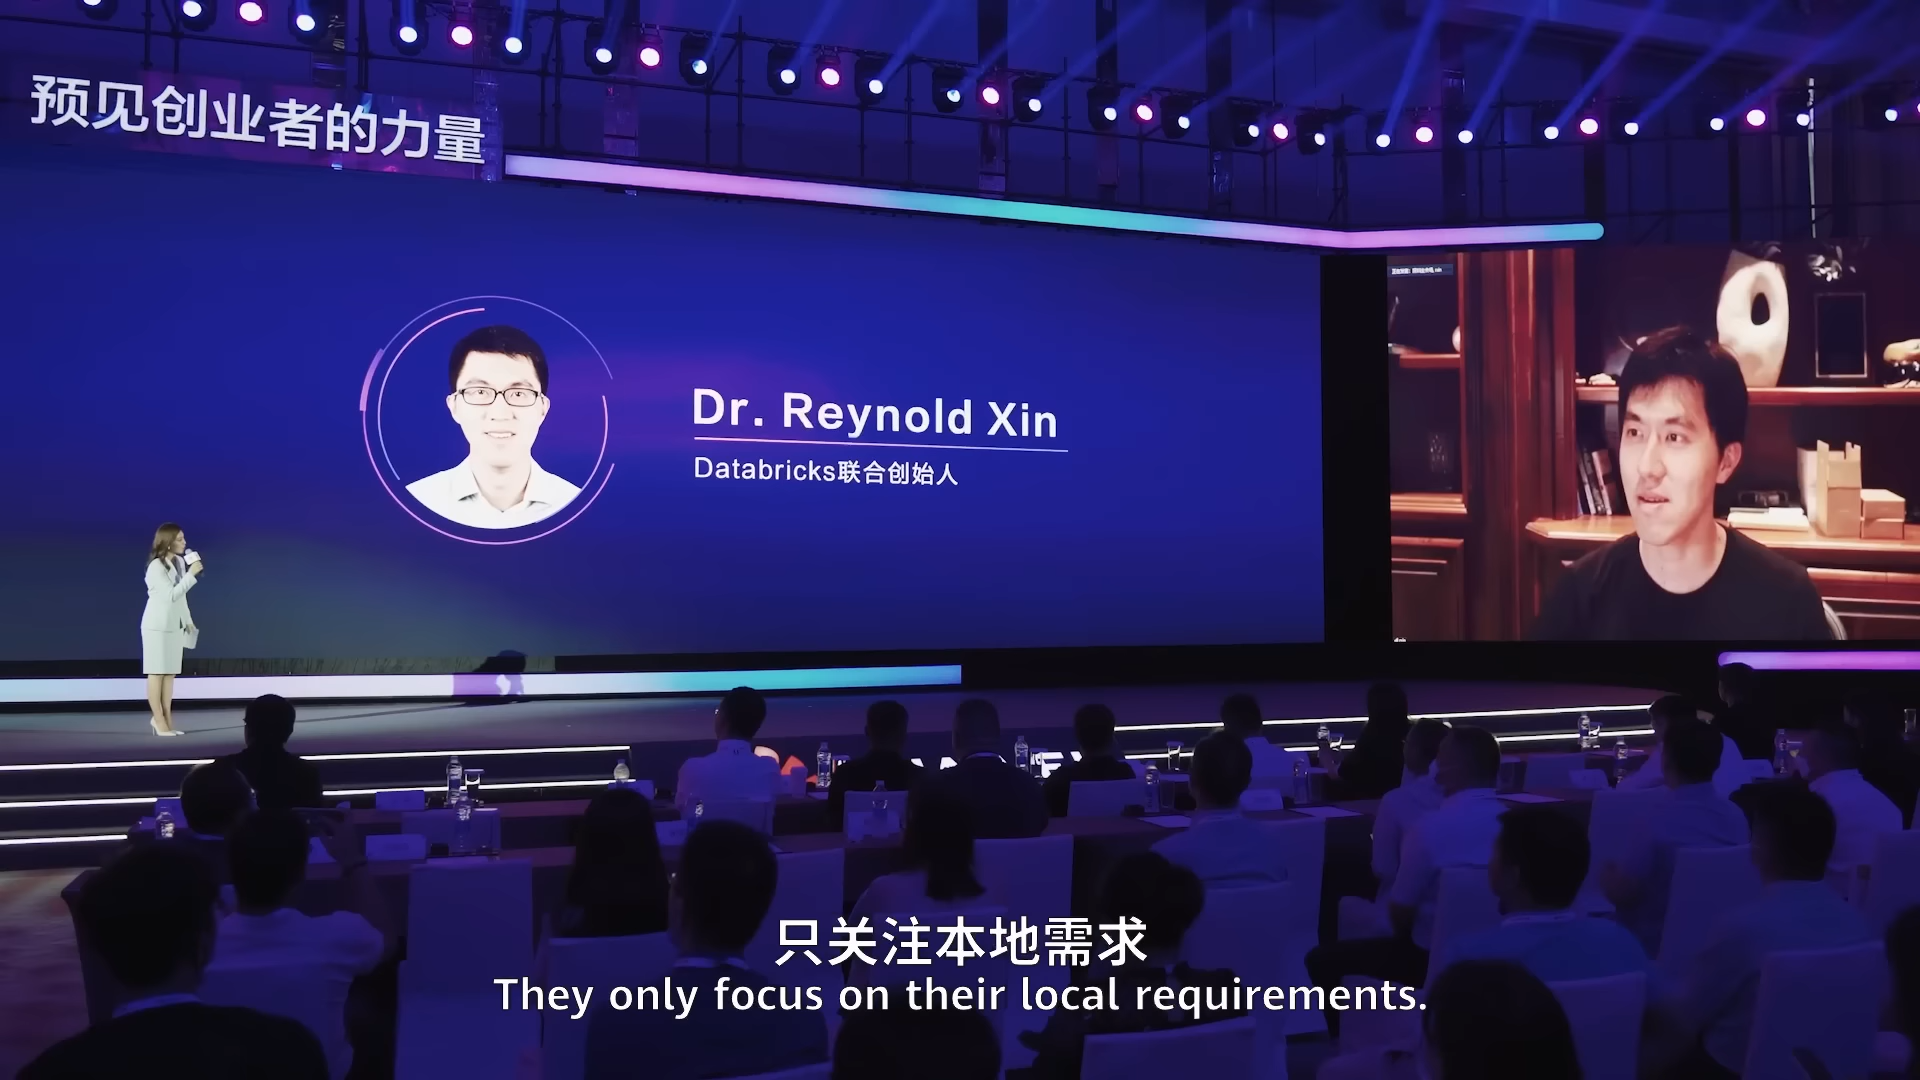 预见创业者的力量
Dr. Reynold Xin
Databricks联合创始人
只关注本地需求
They only focus on their local requirements.